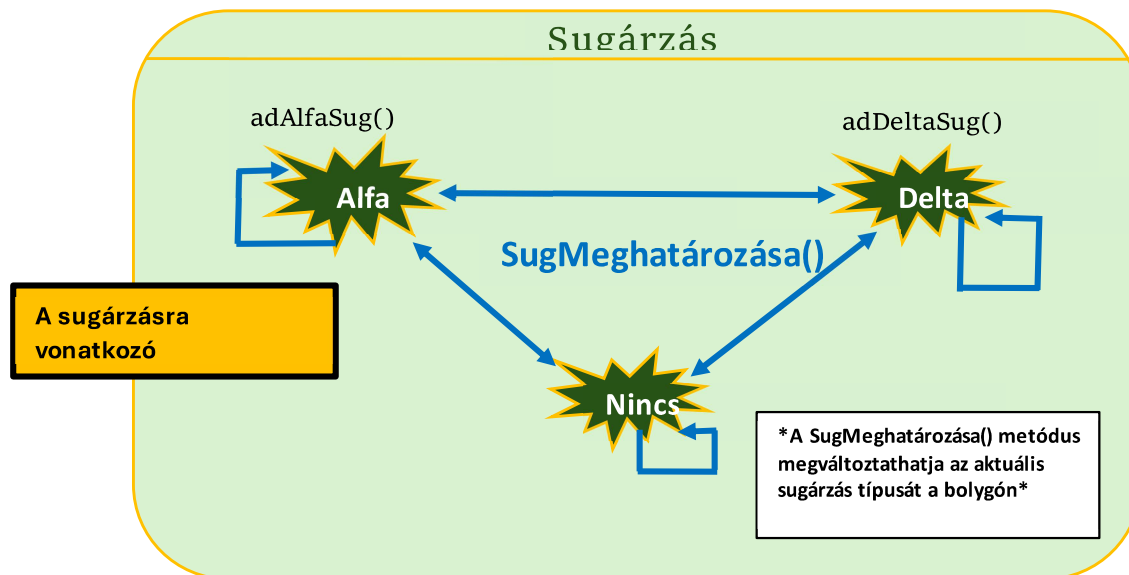 Sugárzás
adAlfaSug()
adDeltaSug()
Alfa
Delta
SugMeghatározása()
A sugárzásra
vonatkozó
Nincs
*A SugMeghatározása() metódus
megváltoztathatja az aktuális
sugárzás típusát a bolygón*